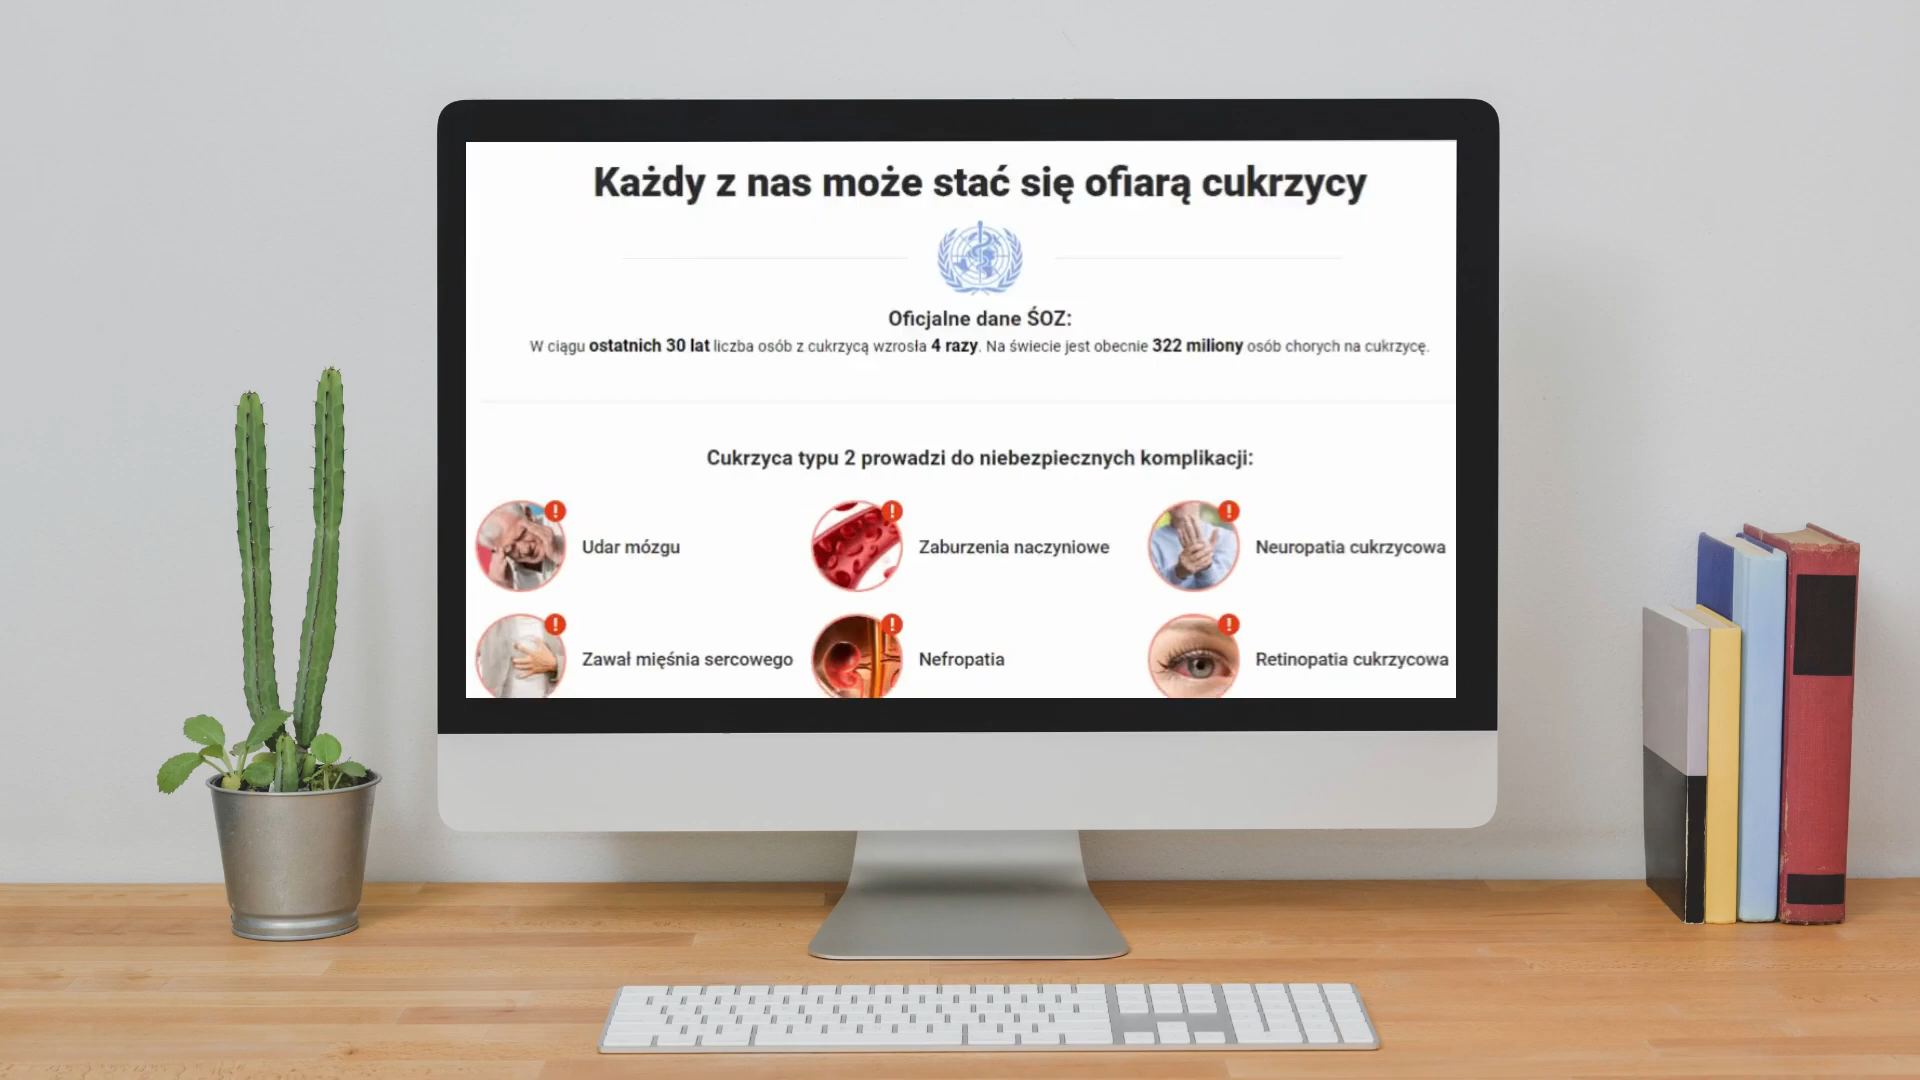 Każdy z nas może stać się ofiarą cukrzycy
Oficjalne dane ŚOZ:
W ciągu ostatnich 30 lat liczba osób z cukrzycą wzrosła 4 razy. Na świecie jest obecnie 322 miliony osób chorych na cukrzycę.
Cukrzyca typu 2 prowadzi do niebezpiecznych komplikacji:
Udar mózgu
Zaburzenia naczyniowe
Neuropatia cukrzycowa
Zawał mięśnia sercowego
Nefropatia
Retinopatia cukrzycowa